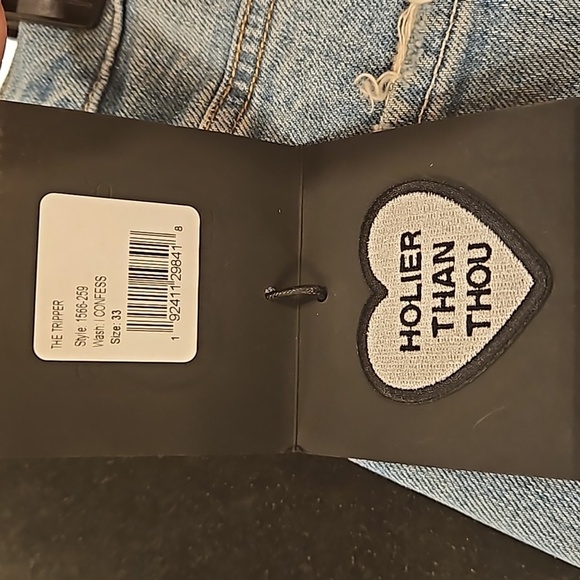 THE TRIPPER
Style: 1566-259
Wash: I CONFESS
Size: 33
1 92411 29841 8
HOLIER
THAN
THOU